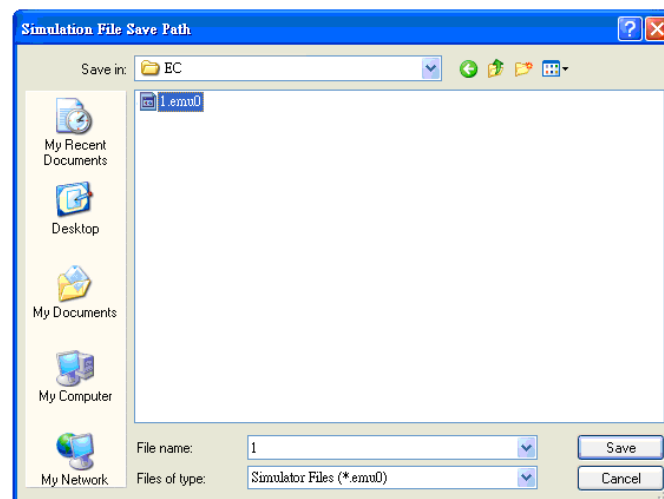 Simulation File Save Path
Save in: EC
1.emu0
My Recent
Documents
Desktop
My Documents
My Computer
My Network
File name: 1 Save
Files of type: Simulator Files (*.emu0) Cancel